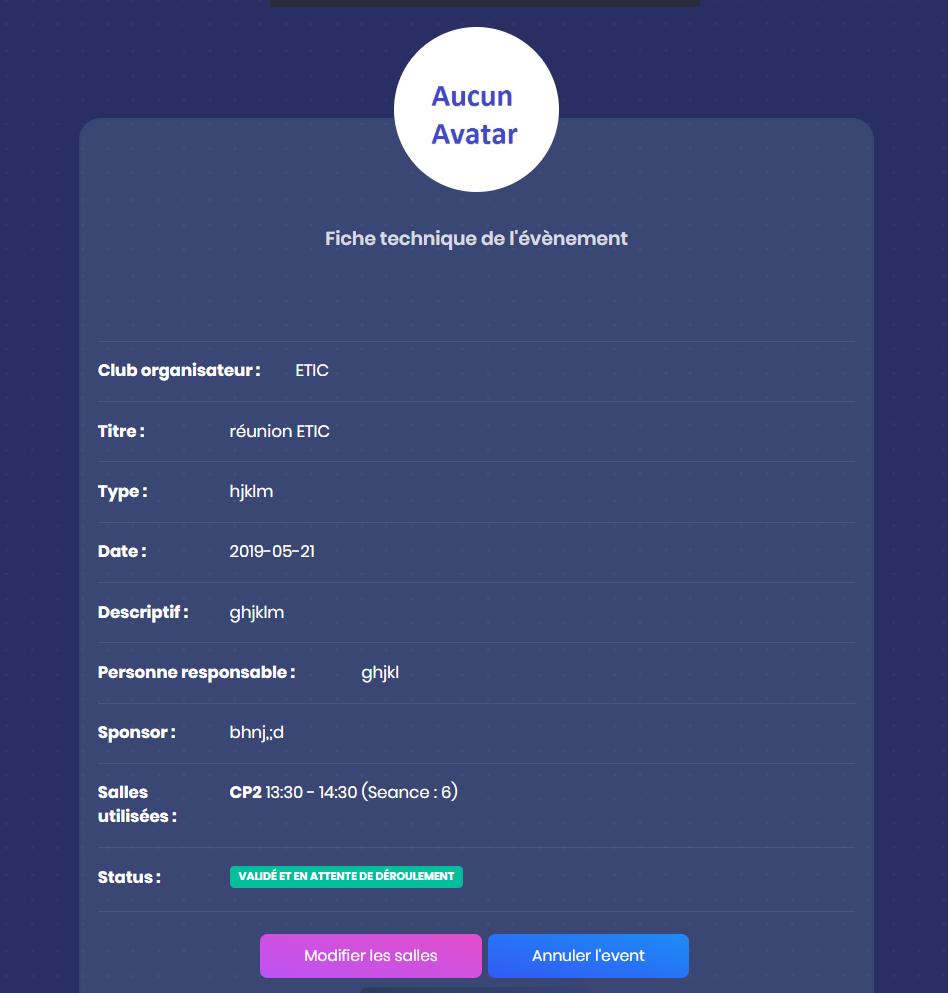 Aucun
Avatar
Fiche technique de l'évènement
Club organisateur : ETIC
Titre : réunion ETIC
Type : hjklm
Date : 2019-05-21
Descriptif : ghjklm
Personne responsable : ghjkl
Sponsor : bhnj,;d
Salles CP2 13:30 - 14:30 (Seance : 6)
utilisées :
Status : VALIDÉ ET EN ATTENTE DE DÉROULEMENT
Modifier les salles Annuler l'event